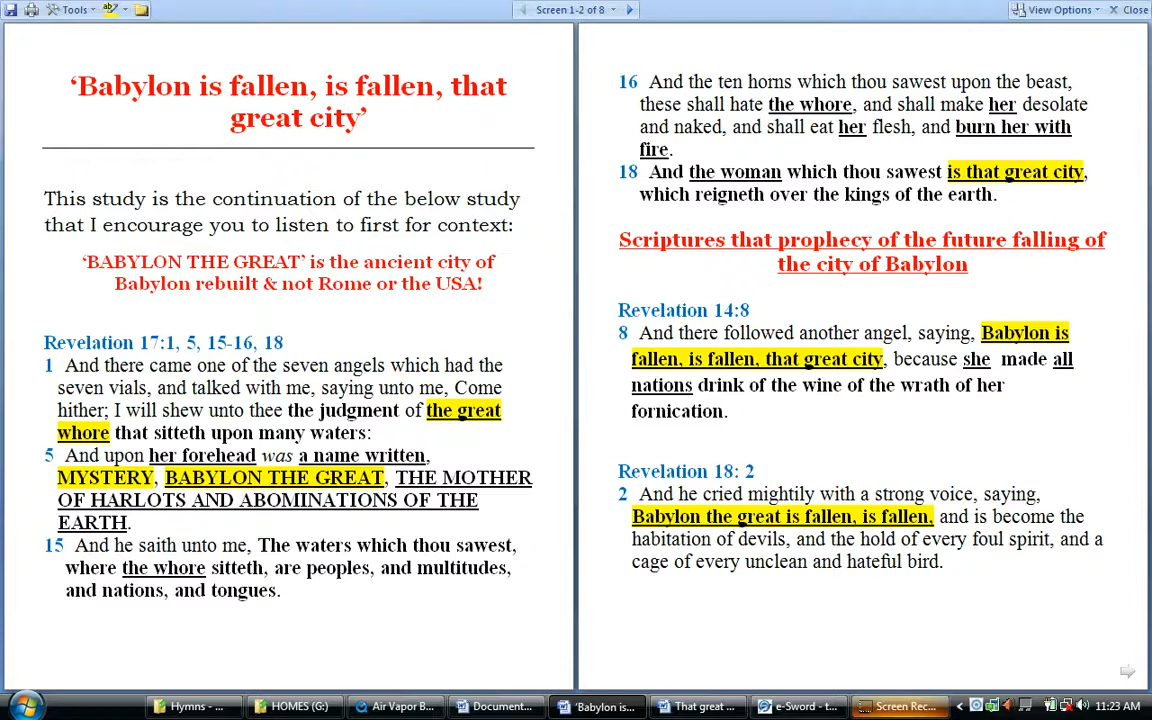 Tools
Screen 1-2 of 8
View Options
Close
‘Babylon is fallen, is fallen, that
great city’
This study is the continuation of the below study
that I encourage you to listen to first for context:
‘BABYLON THE GREAT’ is the ancient city of
Babylon rebuilt & not Rome or the USA!
Revelation 17:1, 5, 15-16, 18
1 And there came one of the seven angels which had the
seven vials, and talked with me, saying unto me, Come
hither; I will shew unto thee the judgment of the great
whore that sitteth upon many waters:
5 And upon her forehead was a name written,
MYSTERY, BABYLON THE GREAT, THE MOTHER
OF HARLOTS AND ABOMINATIONS OF THE
EARTH.
15 And he saith unto me, The waters which thou sawest,
where the whore sitteth, are peoples, and multitudes,
and nations, and tongues.
16 And the ten horns which thou sawest upon the beast,
these shall hate the whore, and shall make her desolate
and naked, and shall eat her flesh, and burn her with
fire.
18 And the woman which thou sawest is that great city,
which reigneth over the kings of the earth.
Scriptures that prophecy of the future falling of
the city of Babylon
Revelation 14:8
8 And there followed another angel, saying, Babylon is
fallen, is fallen, that great city, because she made all
nations drink of the wine of the wrath of her
fornication.
Revelation 18: 2
2 And he cried mightily with a strong voice, saying,
Babylon the great is fallen, is fallen, and is become the
habitation of devils, and the hold of every foul spirit, and a
cage of every unclean and hateful bird.
Hymns - ...
HOMES (G:)
Air Vapor B...
Document...
‘Babylon is...
That great ...
e-Sword - t...
Screen Rec...
11:23 AM